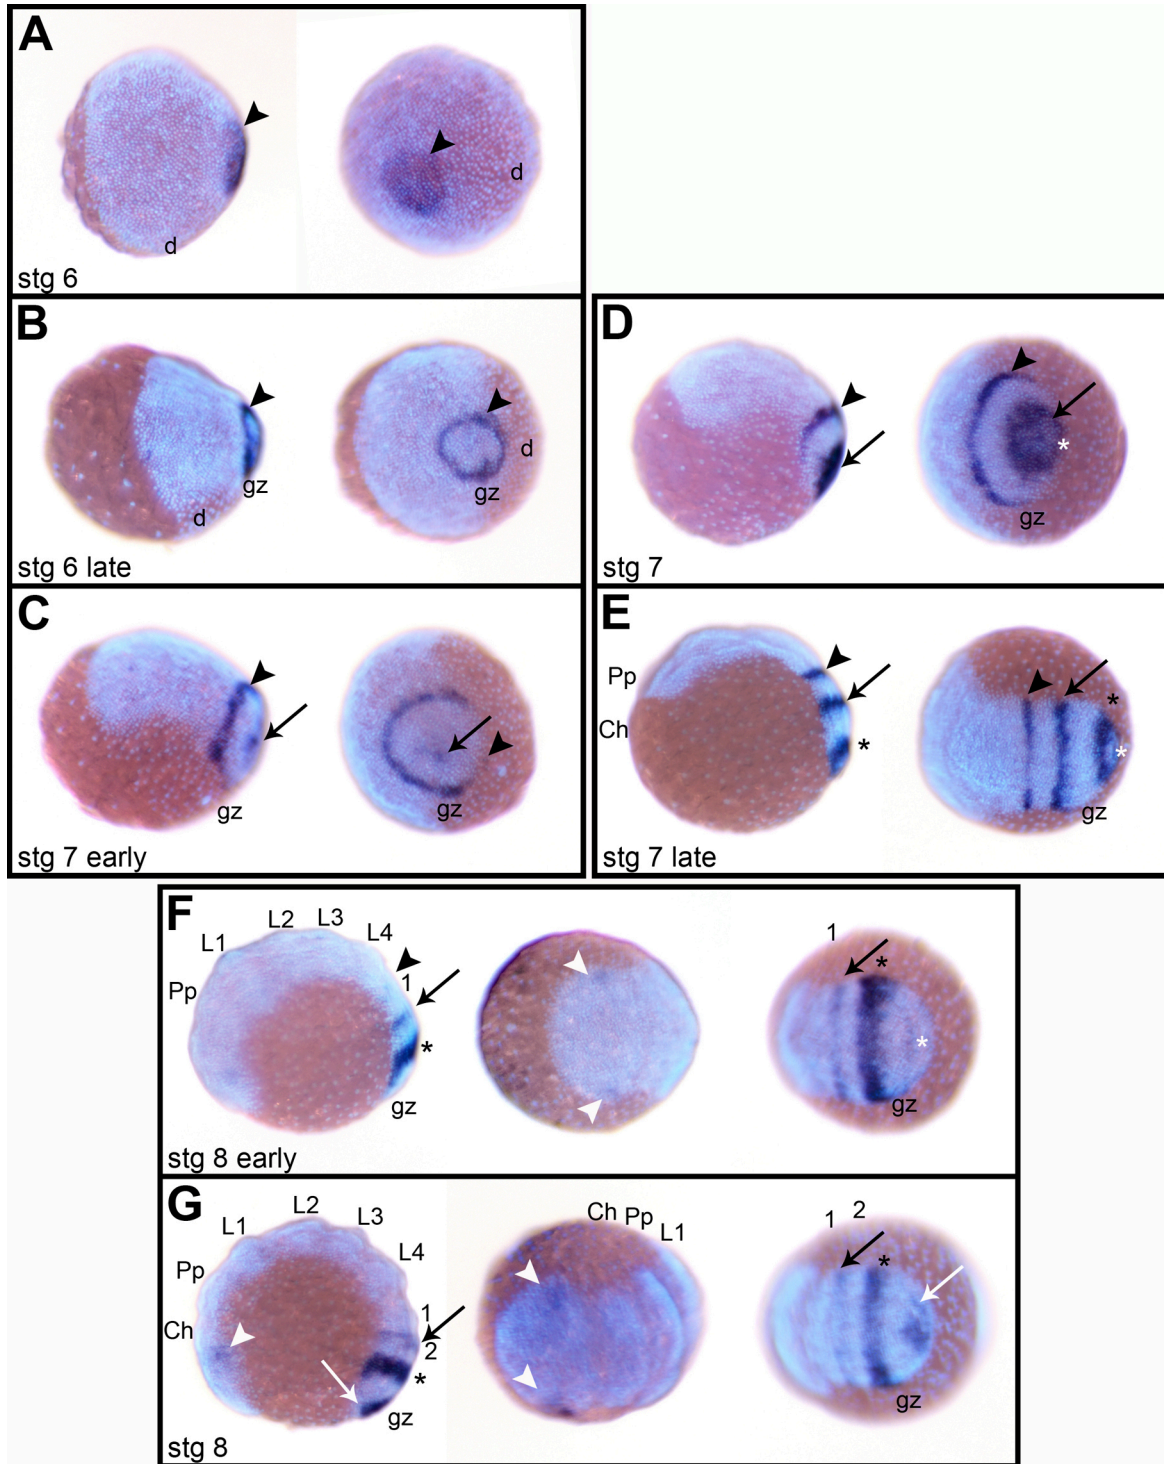 A
d
d
stg 6
B
d
gz
d
gz
stg 6 late
C
gz
gz
stg 7 early
D
*
gz
stg 7
E
Pp
Ch
*
*
*
gz
stg 7 late
F
L1 L2 L3 L4
Pp
1
*
gz
1
*
*
gz
stg 8 early
G
L1 L2 L3 L4
Pp
Ch
1
2
*
gz
Ch Pp L1
1 2
*
gz
stg 8